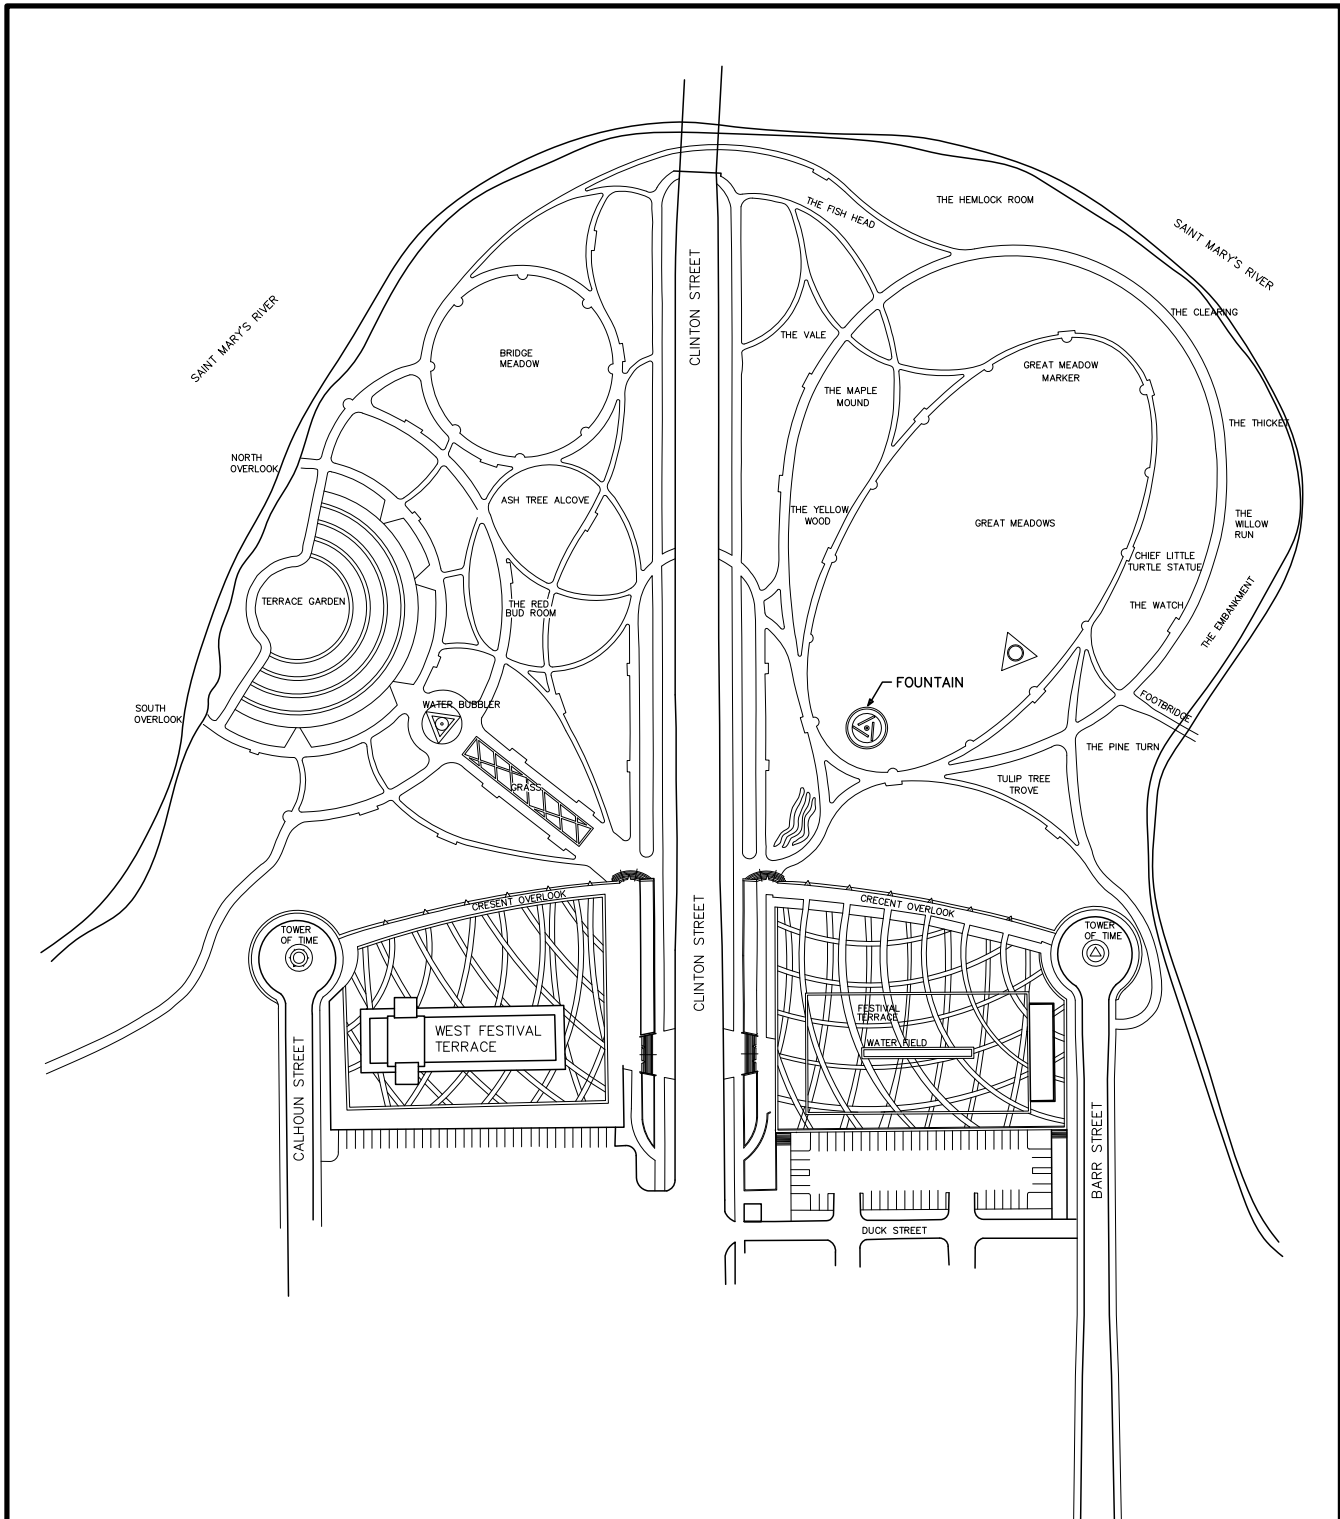 THE HEMLOCK ROOM
THE FISH HEAD
SAINT MARY'S RIVER
SAINT MARY'S RIVER
CLINTON STREET
THE CLEARING
THE VALE
BRIDGE
MEADOW
GREAT MEADOW
MARKER
THE MAPLE
MOUND
THE THICKET
NORTH
OVERLOOK
ASH TREE ALCOVE
THE YELLOW
WOOD
GREAT MEADOWS
THE
WILLOW
RUN
CHIEF LITTLE
TURTLE STATUE
TERRACE GARDEN
THE RED
BUD ROOM
THE WATCH
THE EMBANKMENT
FOUNTAIN
SOUTH
OVERLOOK
WATER BUBBLER
FOOTBRIDGE
THE PINE TURN
GRASS
TULIP TREE
TROVE
CRESENT OVERLOOK
CRECENT OVERLOOK
CLINTON STREET
TOWER
OF TIME
TOWER
OF TIME
FESTIVAL
TERRACE
WEST FESTIVAL
TERRACE
WATER FIELD
CALHOUN STREET
BARR STREET
DUCK STREET